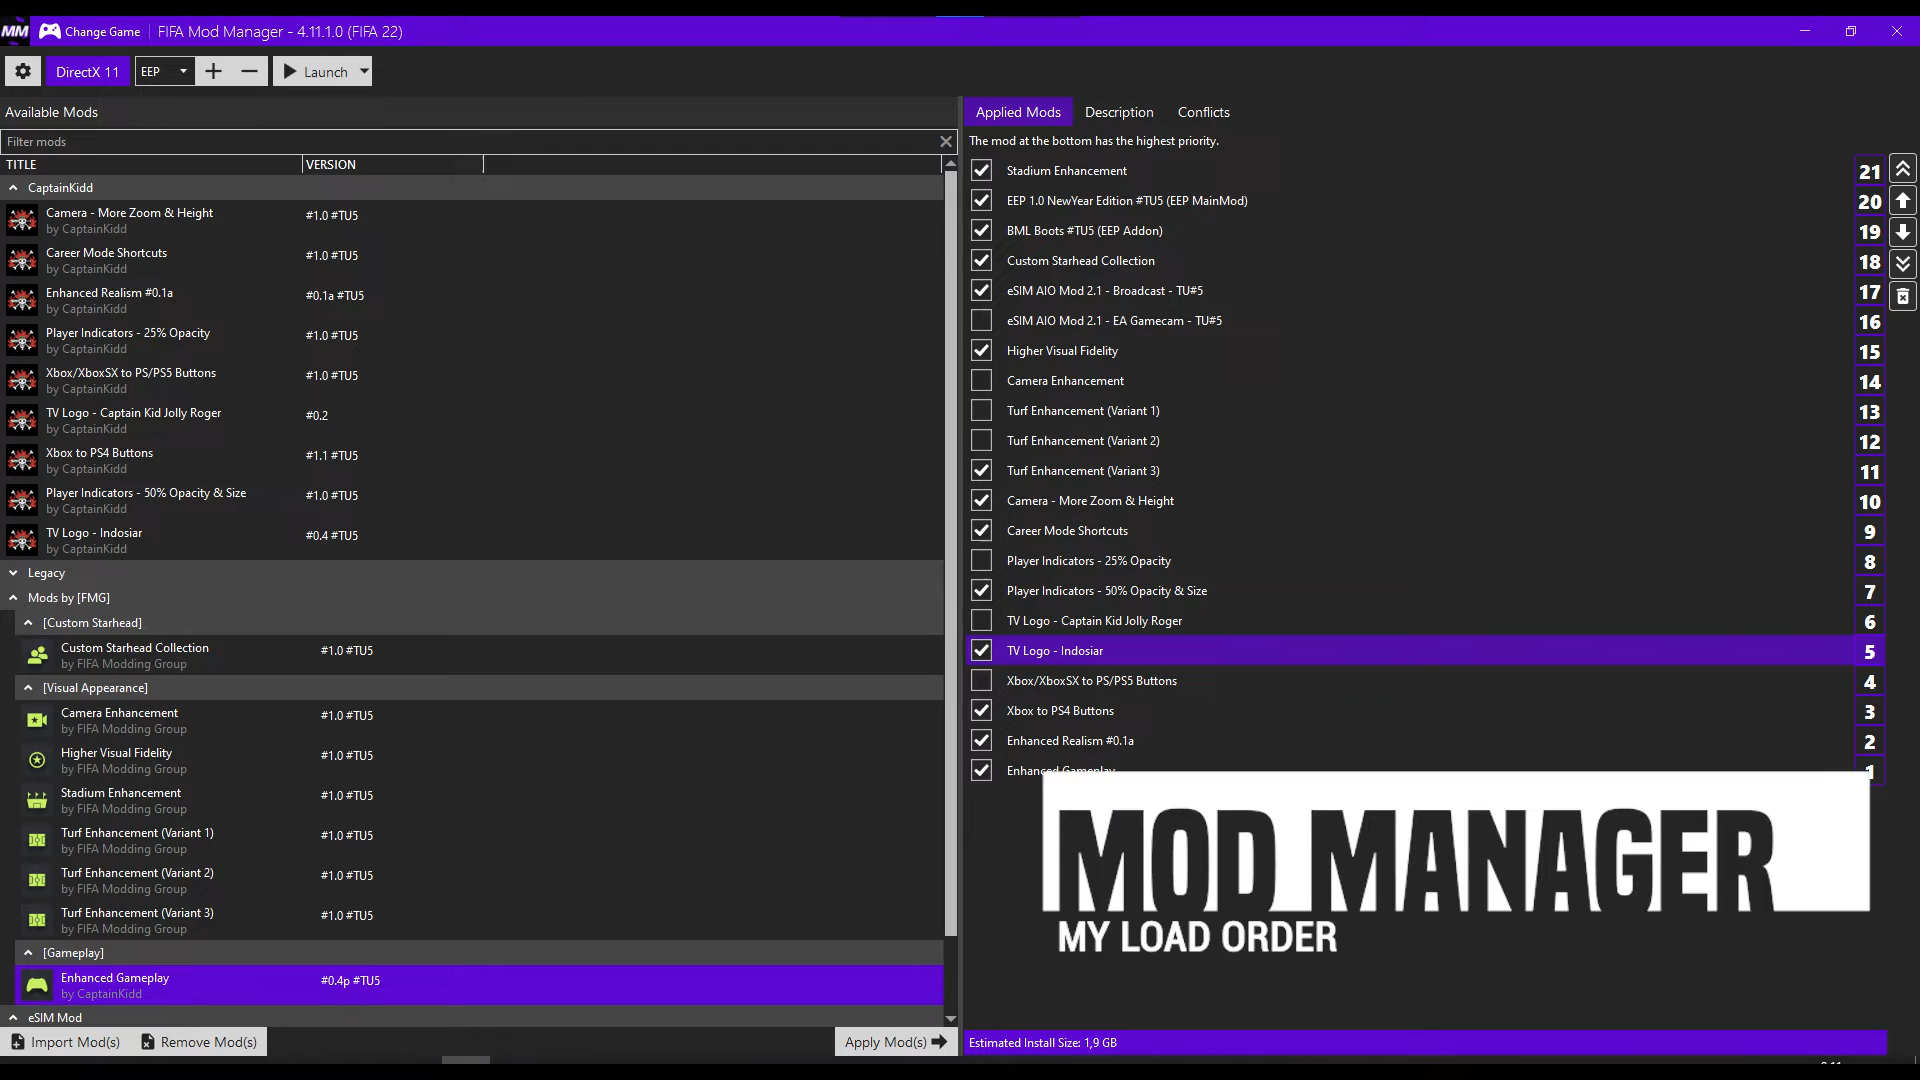 MM Change Game FIFA Mod Manager - 4.11.1.0 (FIFA 22)
DirectX 11 EEP Launch
Available Mods
Filter mods
TITLE VERSION
CaptainKidd
Camera - More Zoom & Height #1.0 #TU5
by CaptainKidd
Career Mode Shortcuts #1.0 #TU5
by CaptainKidd
Enhanced Realism #0.1a #0.1a #TU5
by CaptainKidd
Player Indicators - 25% Opacity #1.0 #TU5
by CaptainKidd
Xbox/XboxSX to PS/PS5 Buttons #1.0 #TU5
by CaptainKidd
TV Logo - Captain Kid Jolly Roger #0.2
by CaptainKidd
Xbox to PS4 Buttons #1.1 #TU5
by CaptainKidd
Player Indicators - 50% Opacity & Size #1.0 #TU5
by CaptainKidd
TV Logo - Indosiar #0.4 #TU5
by CaptainKidd
Legacy
Mods by [FMG]
[Custom Starhead]
Custom Starhead Collection #1.0 #TU5
by FIFA Modding Group
[Visual Appearance]
Camera Enhancement #1.0 #TU5
by FIFA Modding Group
Higher Visual Fidelity #1.0 #TU5
by FIFA Modding Group
Stadium Enhancement #1.0 #TU5
by FIFA Modding Group
Turf Enhancement (Variant 1) #1.0 #TU5
by FIFA Modding Group
Turf Enhancement (Variant 2) #1.0 #TU5
by FIFA Modding Group
Turf Enhancement (Variant 3) #1.0 #TU5
by FIFA Modding Group
[Gameplay]
Enhanced Gameplay #0.4p #TU5
by CaptainKidd
eSIM Mod
Import Mod(s) Remove Mod(s) Apply Mod(s)
Applied Mods Description Conflicts
The mod at the bottom has the highest priority.
Stadium Enhancement 21
EEP 1.0 NewYear Edition #TU5 (EEP MainMod) 20
BML Boots #TU5 (EEP Addon) 19
Custom Starhead Collection 18
eSIM AIO Mod 2.1 - Broadcast - TU#5 17
eSIM AIO Mod 2.1 - EA Gamecam - TU#5 16
Higher Visual Fidelity 15
Camera Enhancement 14
Turf Enhancement (Variant 1) 13
Turf Enhancement (Variant 2) 12
Turf Enhancement (Variant 3) 11
Camera - More Zoom & Height 10
Career Mode Shortcuts 9
Player Indicators - 25% Opacity 8
Player Indicators - 50% Opacity & Size 7
TV Logo - Captain Kid Jolly Roger 6
TV Logo - Indosiar 5
Xbox/XboxSX to PS/PS5 Buttons 4
Xbox to PS4 Buttons 3
Enhanced Realism #0.1a 2
Enhanced Gameplay 1
MOD MANAGER
MY LOAD ORDER
Estimated Install Size: 1,9 GB